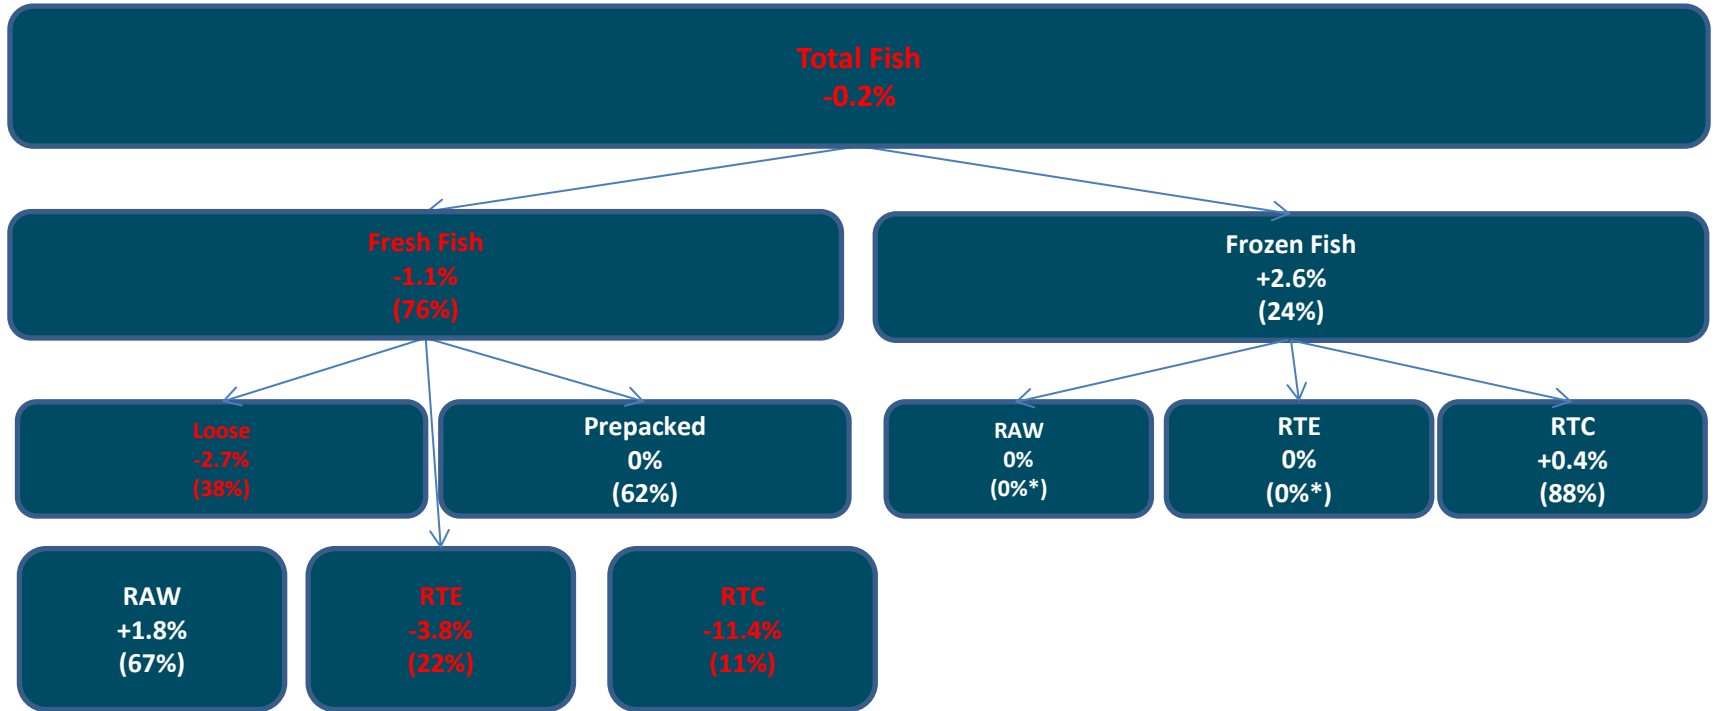 Total Fish
-0.2%
Fresh Fish
-1.1%
(76%)
Frozen Fish
+2.6%
(24%)
Loose
-2.7%
(38%)
Prepacked
0%
(62%)
RAW
0%
(0%*)
RTE
0%
(0%*)
RTC
+0.4%
(88%)
RAW
+1.8%
(67%)
RTE
-3.8%
(22%)
RTC
-11.4%
(11%)